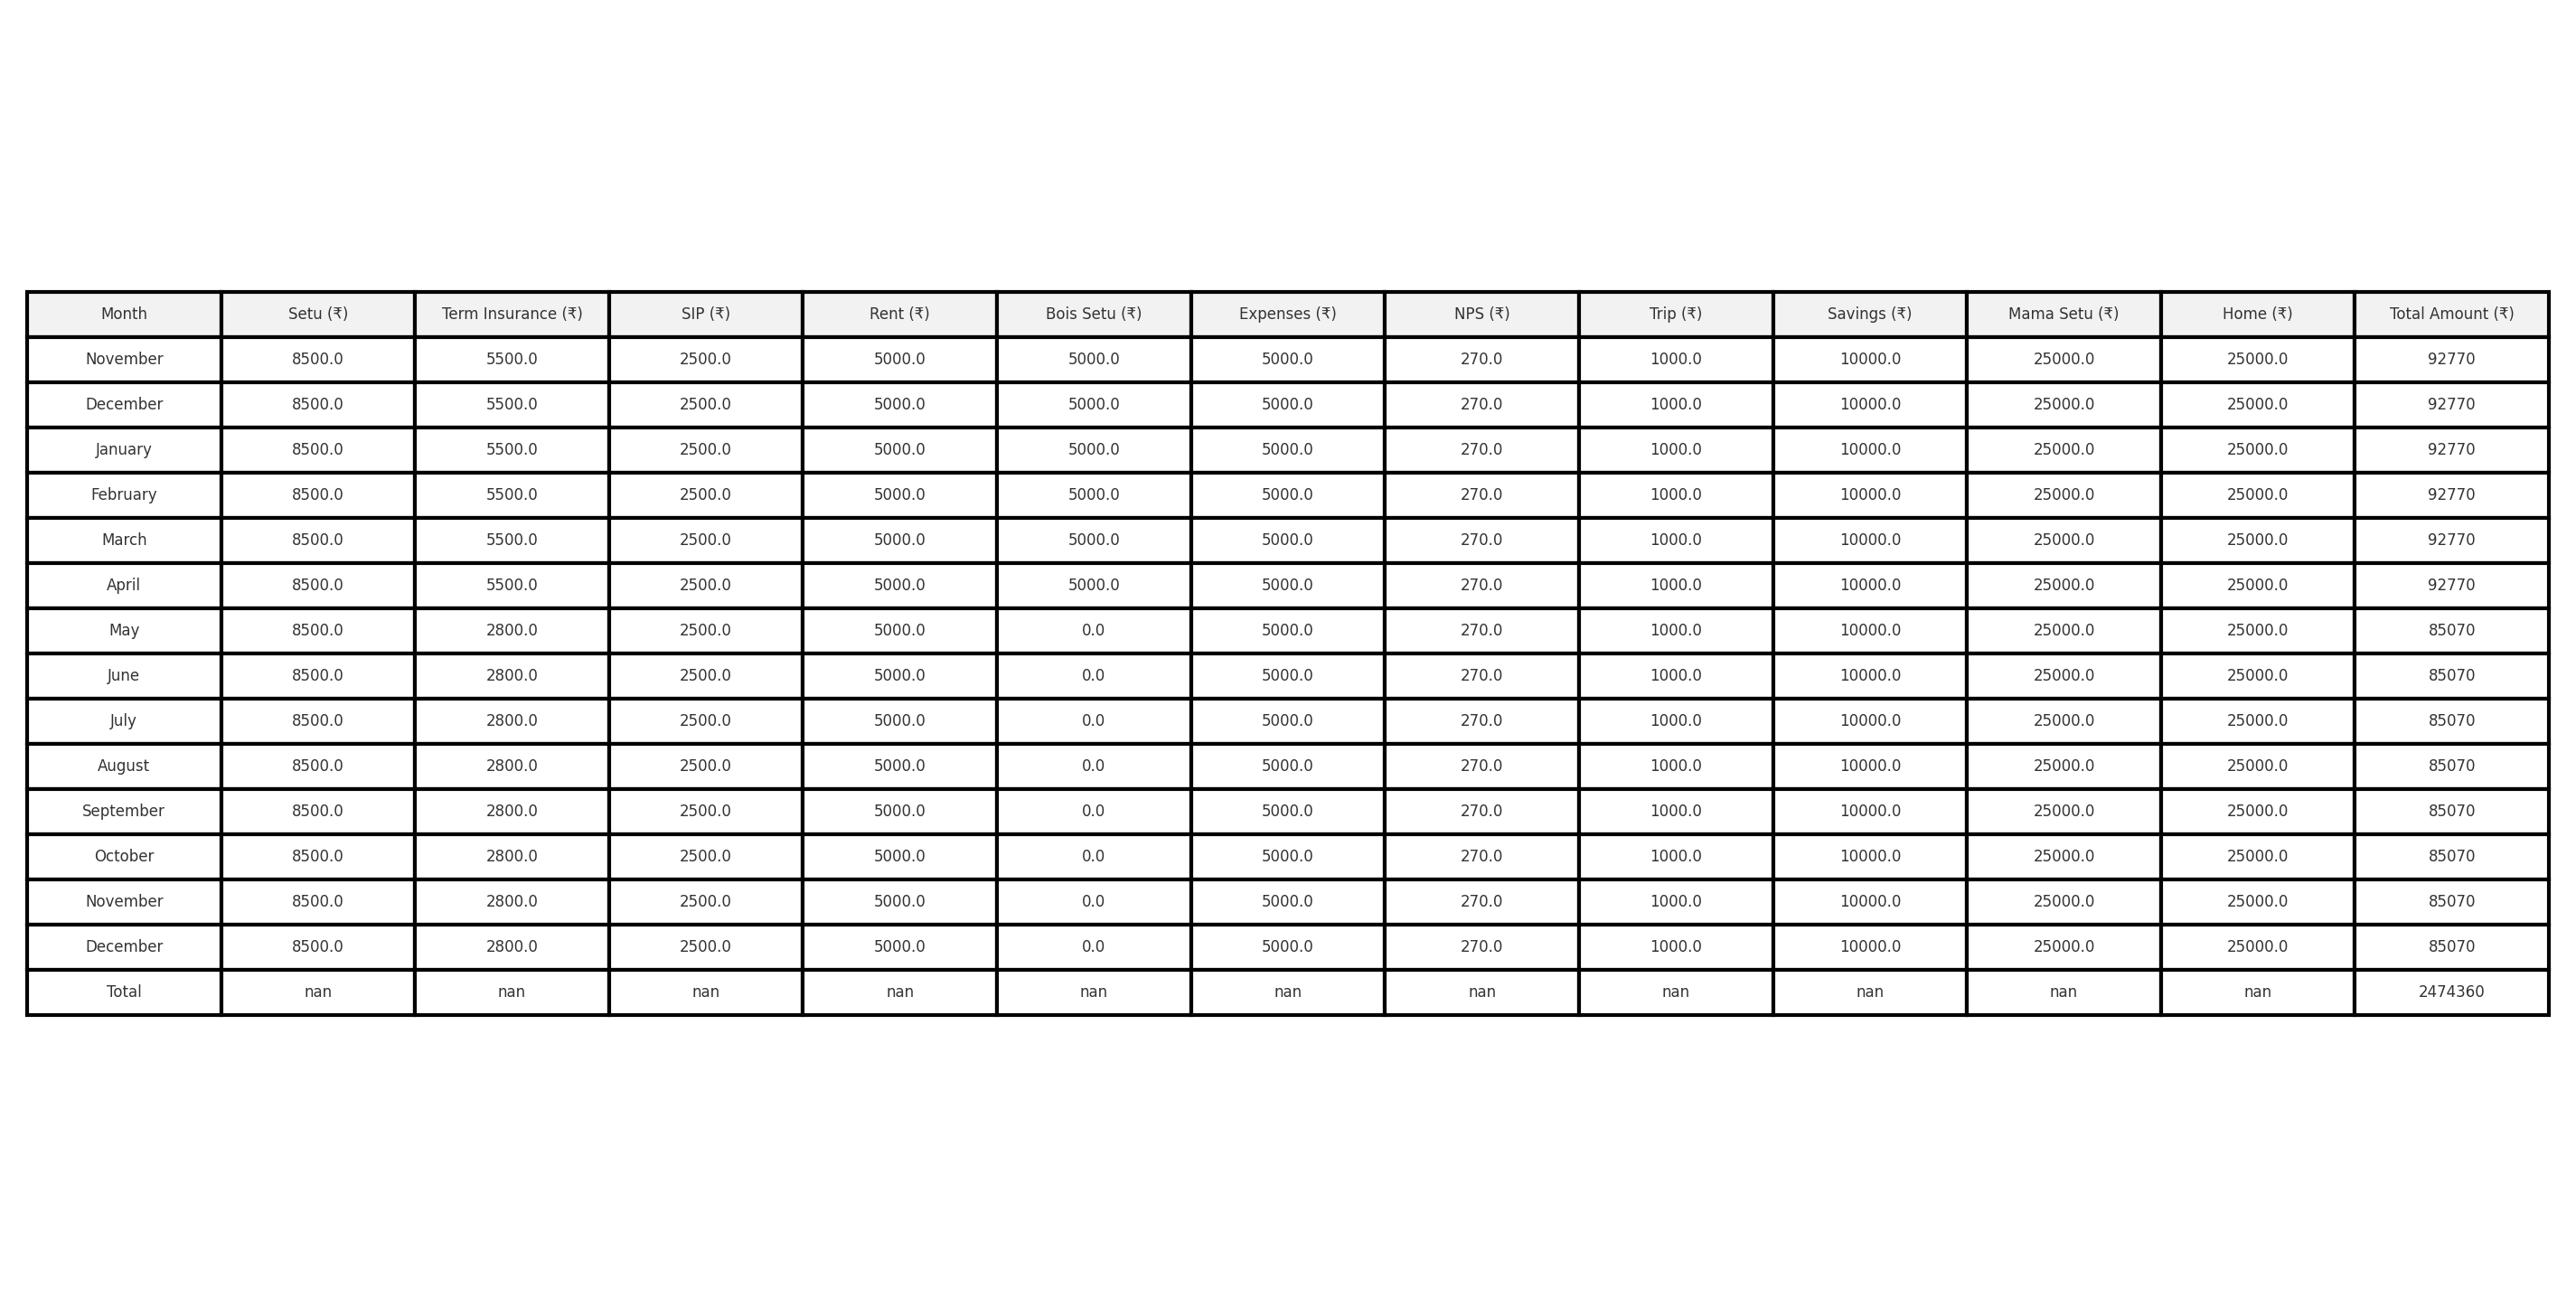 Month Setu (₹) Term Insurance (₹) SIP (₹) Rent (₹) Bois Setu (₹) Expenses (₹) NPS (₹) Trip (₹) Savings (₹) Mama Setu (₹) Home (₹) Total Amount (₹)
November 8500.0 5500.0 2500.0 5000.0 5000.0 5000.0 270.0 1000.0 10000.0 25000.0 25000.0 92770
December 8500.0 5500.0 2500.0 5000.0 5000.0 5000.0 270.0 1000.0 10000.0 25000.0 25000.0 92770
January 8500.0 5500.0 2500.0 5000.0 5000.0 5000.0 270.0 1000.0 10000.0 25000.0 25000.0 92770
February 8500.0 5500.0 2500.0 5000.0 5000.0 5000.0 270.0 1000.0 10000.0 25000.0 25000.0 92770
March 8500.0 5500.0 2500.0 5000.0 5000.0 5000.0 270.0 1000.0 10000.0 25000.0 25000.0 92770
April 8500.0 5500.0 2500.0 5000.0 5000.0 5000.0 270.0 1000.0 10000.0 25000.0 25000.0 92770
May 8500.0 2800.0 2500.0 5000.0 0.0 5000.0 270.0 1000.0 10000.0 25000.0 25000.0 85070
June 8500.0 2800.0 2500.0 5000.0 0.0 5000.0 270.0 1000.0 10000.0 25000.0 25000.0 85070
July 8500.0 2800.0 2500.0 5000.0 0.0 5000.0 270.0 1000.0 10000.0 25000.0 25000.0 85070
August 8500.0 2800.0 2500.0 5000.0 0.0 5000.0 270.0 1000.0 10000.0 25000.0 25000.0 85070
September 8500.0 2800.0 2500.0 5000.0 0.0 5000.0 270.0 1000.0 10000.0 25000.0 25000.0 85070
October 8500.0 2800.0 2500.0 5000.0 0.0 5000.0 270.0 1000.0 10000.0 25000.0 25000.0 85070
November 8500.0 2800.0 2500.0 5000.0 0.0 5000.0 270.0 1000.0 10000.0 25000.0 25000.0 85070
December 8500.0 2800.0 2500.0 5000.0 0.0 5000.0 270.0 1000.0 10000.0 25000.0 25000.0 85070
Total nan nan nan nan nan nan nan nan nan nan nan 2474360